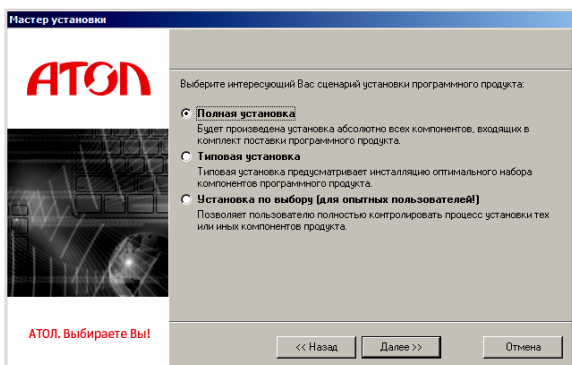 Мастер установки
АТОЛ
Выберите интересующий Вас сценарий установки программного продукта:
Полная установка
Будет произведена установка абсолютно всех компонентов, входящих в
комплект поставки программного продукта.
Типовая установка
Типовая установка предусматривает инсталляцию оптимального набора
компонентов программного продукта.
Установка по выбору (для опытных пользователей!)
Позволяет пользователю полностью контролировать процесс установки тех
или иных компонентов продукта.
АТОЛ. Выбираете Вы!
<< Назад
Далее >>
Отмена